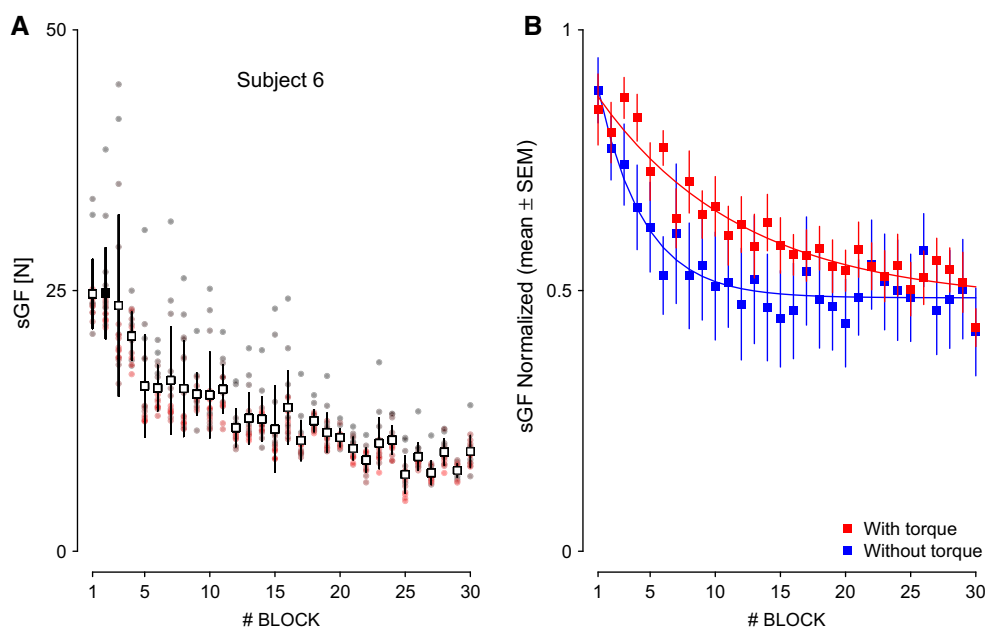 A
50
25
0
sGF [N]
Subject 6
1 5 10 15 20 25 30
# BLOCK
B
1
0.5
0
sGF Normalized (mean ± SEM)
With torque
Without torque
1 5 10 15 20 25 30
# BLOCK